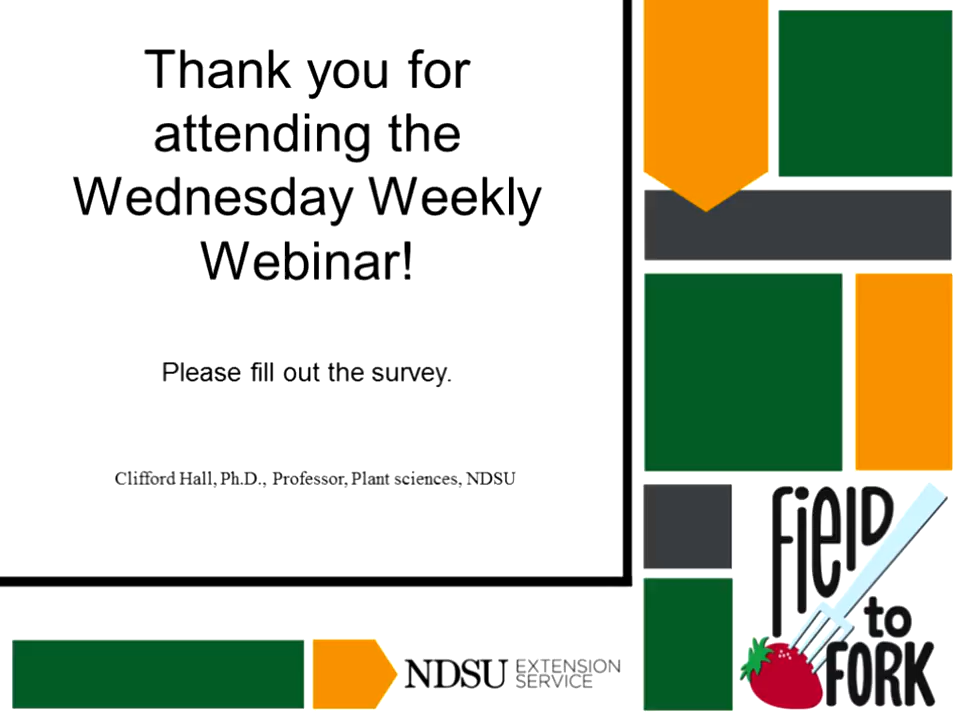 Thank you for
attending the
Wednesday Weekly
Webinar!
Please fill out the survey.
Clifford Hall, Ph.D., Professor, Plant sciences, NDSU
NDSU EXTENSION
SERVICE
FiElD
to
FORK